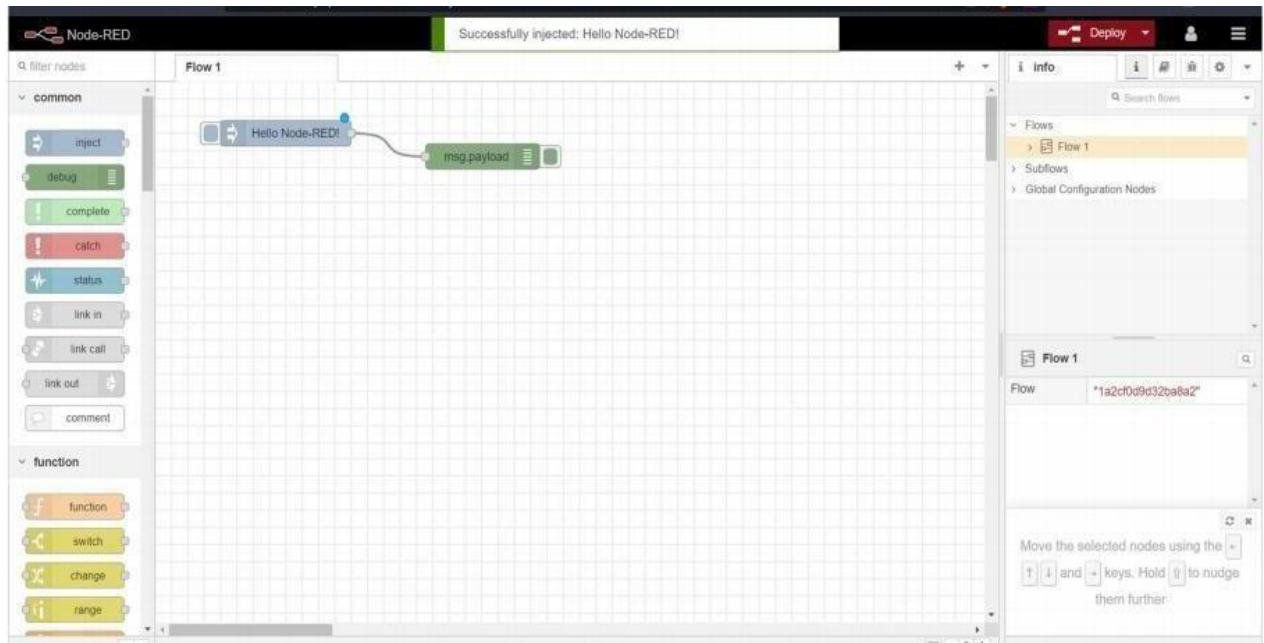 Node-RED
Successfully injected: Hello Node-RED!
Deploy
filter nodes
Flow 1
info
Search flows
common
inject
debug
complete
catch
status
link in
link call
link out
comment
function
function
switch
change
range
Hello Node-RED!
msg.payload
Flows
Flow 1
Subflows
Global Configuration Nodes
Flow 1
Flow
"1a2cf0d9d32ba8a2"
Move the selected nodes using the ←
↑ ↓ and → keys. Hold ⇧ to nudge
them further